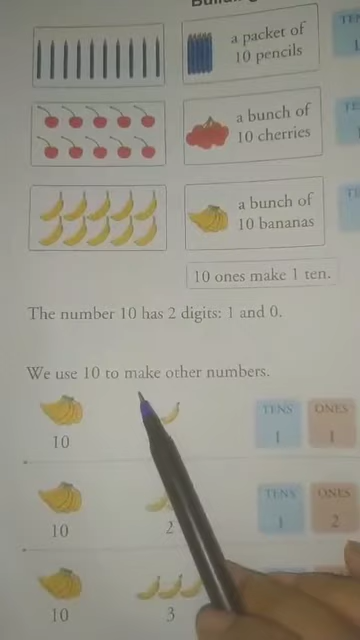 a packet of
10 pencils
a bunch of
10 cherries
a bunch of
10 bananas
10 ones make 1 ten.
The number 10 has 2 digits: 1 and 0.
We use 10 to make other numbers.
TENS ONES
10 1 1
TENS ONES
10 2 1 2
10 3